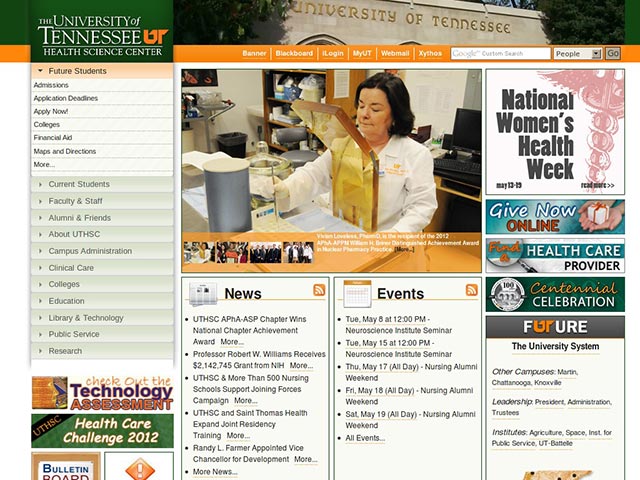 THE UNIVERSITY of
TENNESSEE UT
HEALTH SCIENCE CENTER
UNIVERSITY OF TENNESSEE
Banner
Blackboard
iLogin
MyUT
Webmail
Xythos
Google™ Custom Search
People
Go
Future Students
Admissions
Application Deadlines
Apply Now!
Colleges
Financial Aid
Maps and Directions
More...
Current Students
Faculty & Staff
Alumni & Friends
About UTHSC
Campus Administration
Clinical Care
Colleges
Education
Library & Technology
Public Service
Research
check Out the
Technology
ASSESSMENT
UTHSC
Health Care
Challenge 2012
BULLETIN
BOARD
Vivian Loveless, PharmD, is the recipient of the 2012
APhA-APPM William H. Briner Distinguished Achievement Award
in Nuclear Pharmacy Practice [More...]
News
UTHSC APhA-ASP Chapter Wins
National Chapter Achievement
Award More...
Professor Robert W. Williams Receives
$2,142,745 Grant from NIH More...
UTHSC & More Than 500 Nursing
Schools Support Joining Forces
Campaign More...
UTHSC and Saint Thomas Health
Expand Joint Residency
Training More...
Randy L. Farmer Appointed Vice
Chancellor for Development More...
More News...
Events
Tue, May 8 at 12:00 PM -
Neuroscience Institute Seminar
Tue, May 15 at 12:00 PM -
Neuroscience Institute Seminar
Thu, May 17 (All Day) - Nursing Alumni
Weekend
Fri, May 18 (All Day) - Nursing Alumni
Weekend
Sat, May 19 (All Day) - Nursing Alumni
Weekend
All Events...
National
Women's
Health
Week
may 13-19
read more >>
Give Now
ONLINE
Find a
HEALTH CARE
PROVIDER
100
Centennial
CELEBRATION
FUTURE
The University System
Other Campuses: Martin,
Chattanooga, Knoxville
Leadership: President, Administration,
Trustees
Institutes: Agriculture, Space, Inst. for
Public Service, UT-Battelle